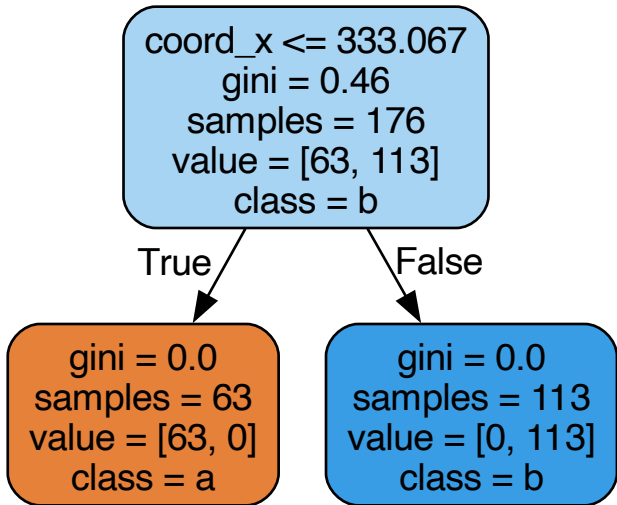 coord_x <= 333.067
gini = 0.46
samples = 176
value = [63, 113]
class = b
True
False
gini = 0.0
samples = 63
value = [63, 0]
class = a
gini = 0.0
samples = 113
value = [0, 113]
class = b